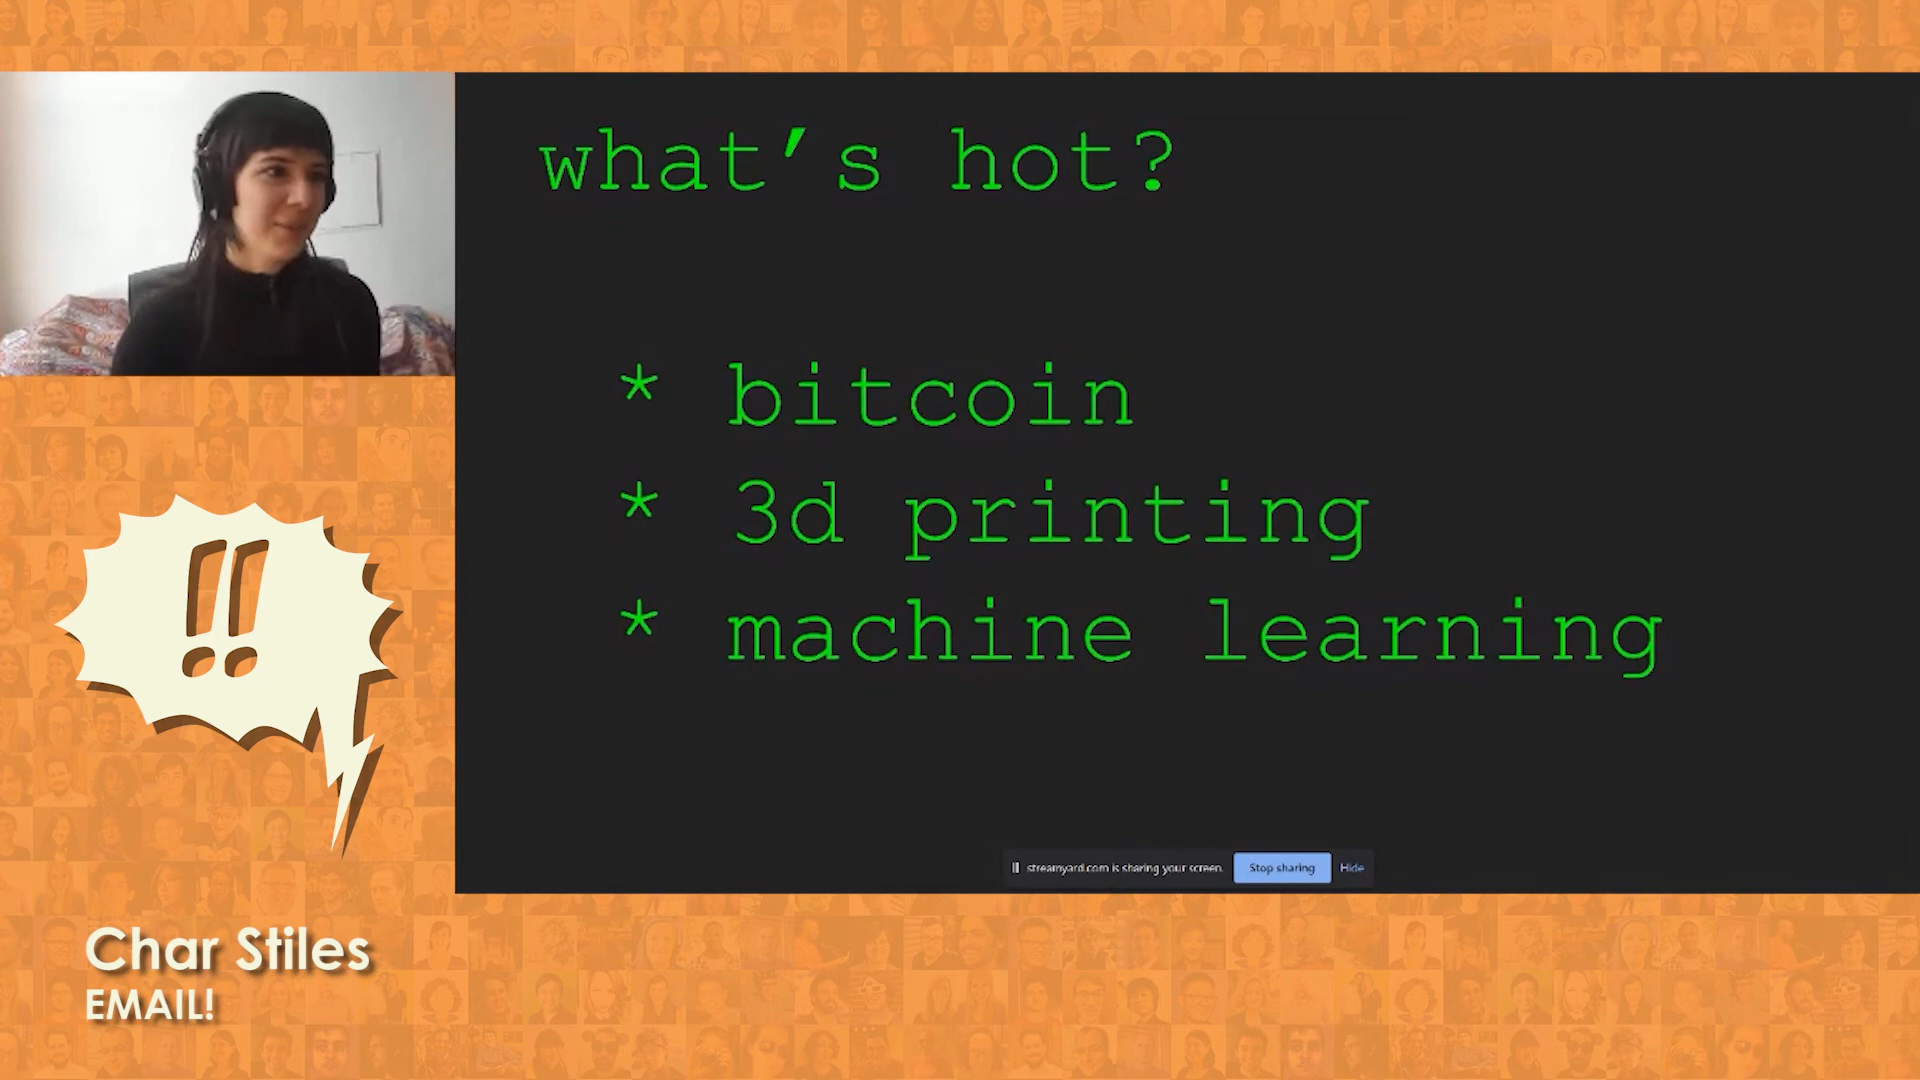 what's hot?
* bitcoin
* 3d printing
* machine learning
streamyard.com is sharing your screen. Stop sharing Hide
!!
Char Stiles
EMAIL!